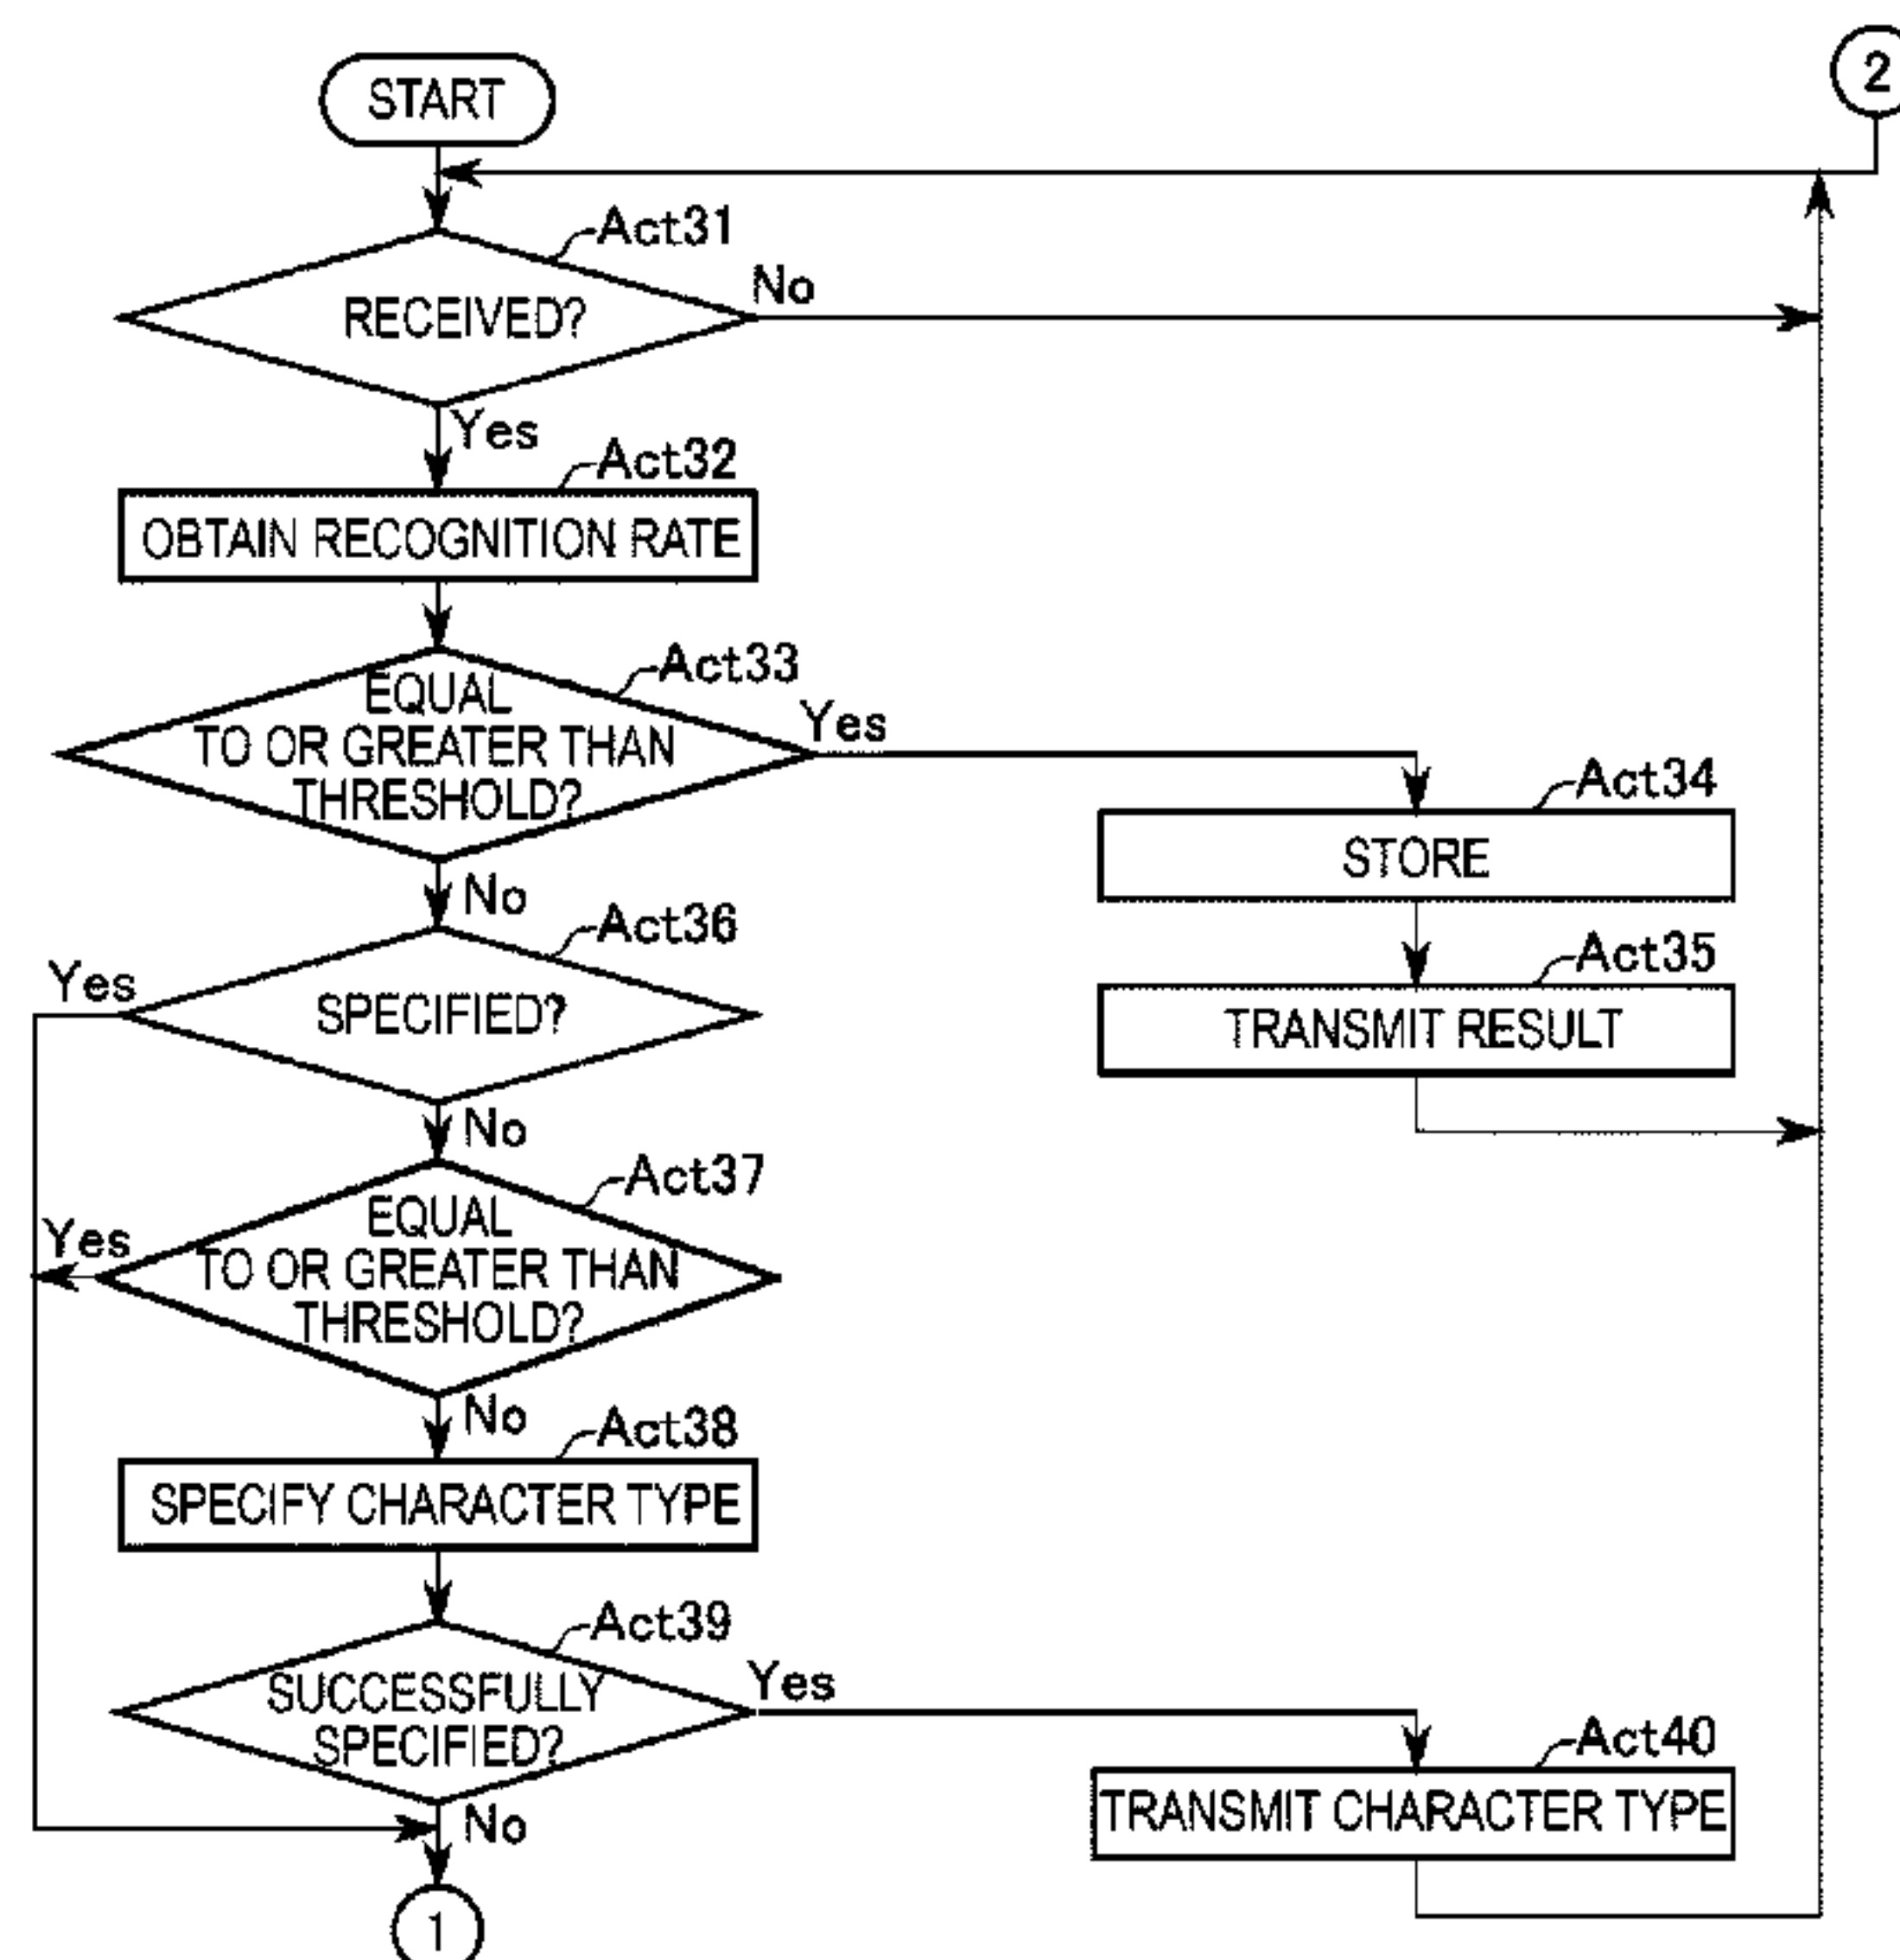 START
2
Act31
RECEIVED?
No
Yes
Act32
OBTAIN RECOGNITION RATE
Act33
EQUAL
TO OR GREATER THAN
THRESHOLD?
Yes
No
Act34
STORE
Act35
TRANSMIT RESULT
Act36
SPECIFIED?
Yes
No
Act37
EQUAL
TO OR GREATER THAN
THRESHOLD?
Yes
No
Act38
SPECIFY CHARACTER TYPE
Act39
SUCCESSFULLY
SPECIFIED?
Yes
No
Act40
TRANSMIT CHARACTER TYPE
1